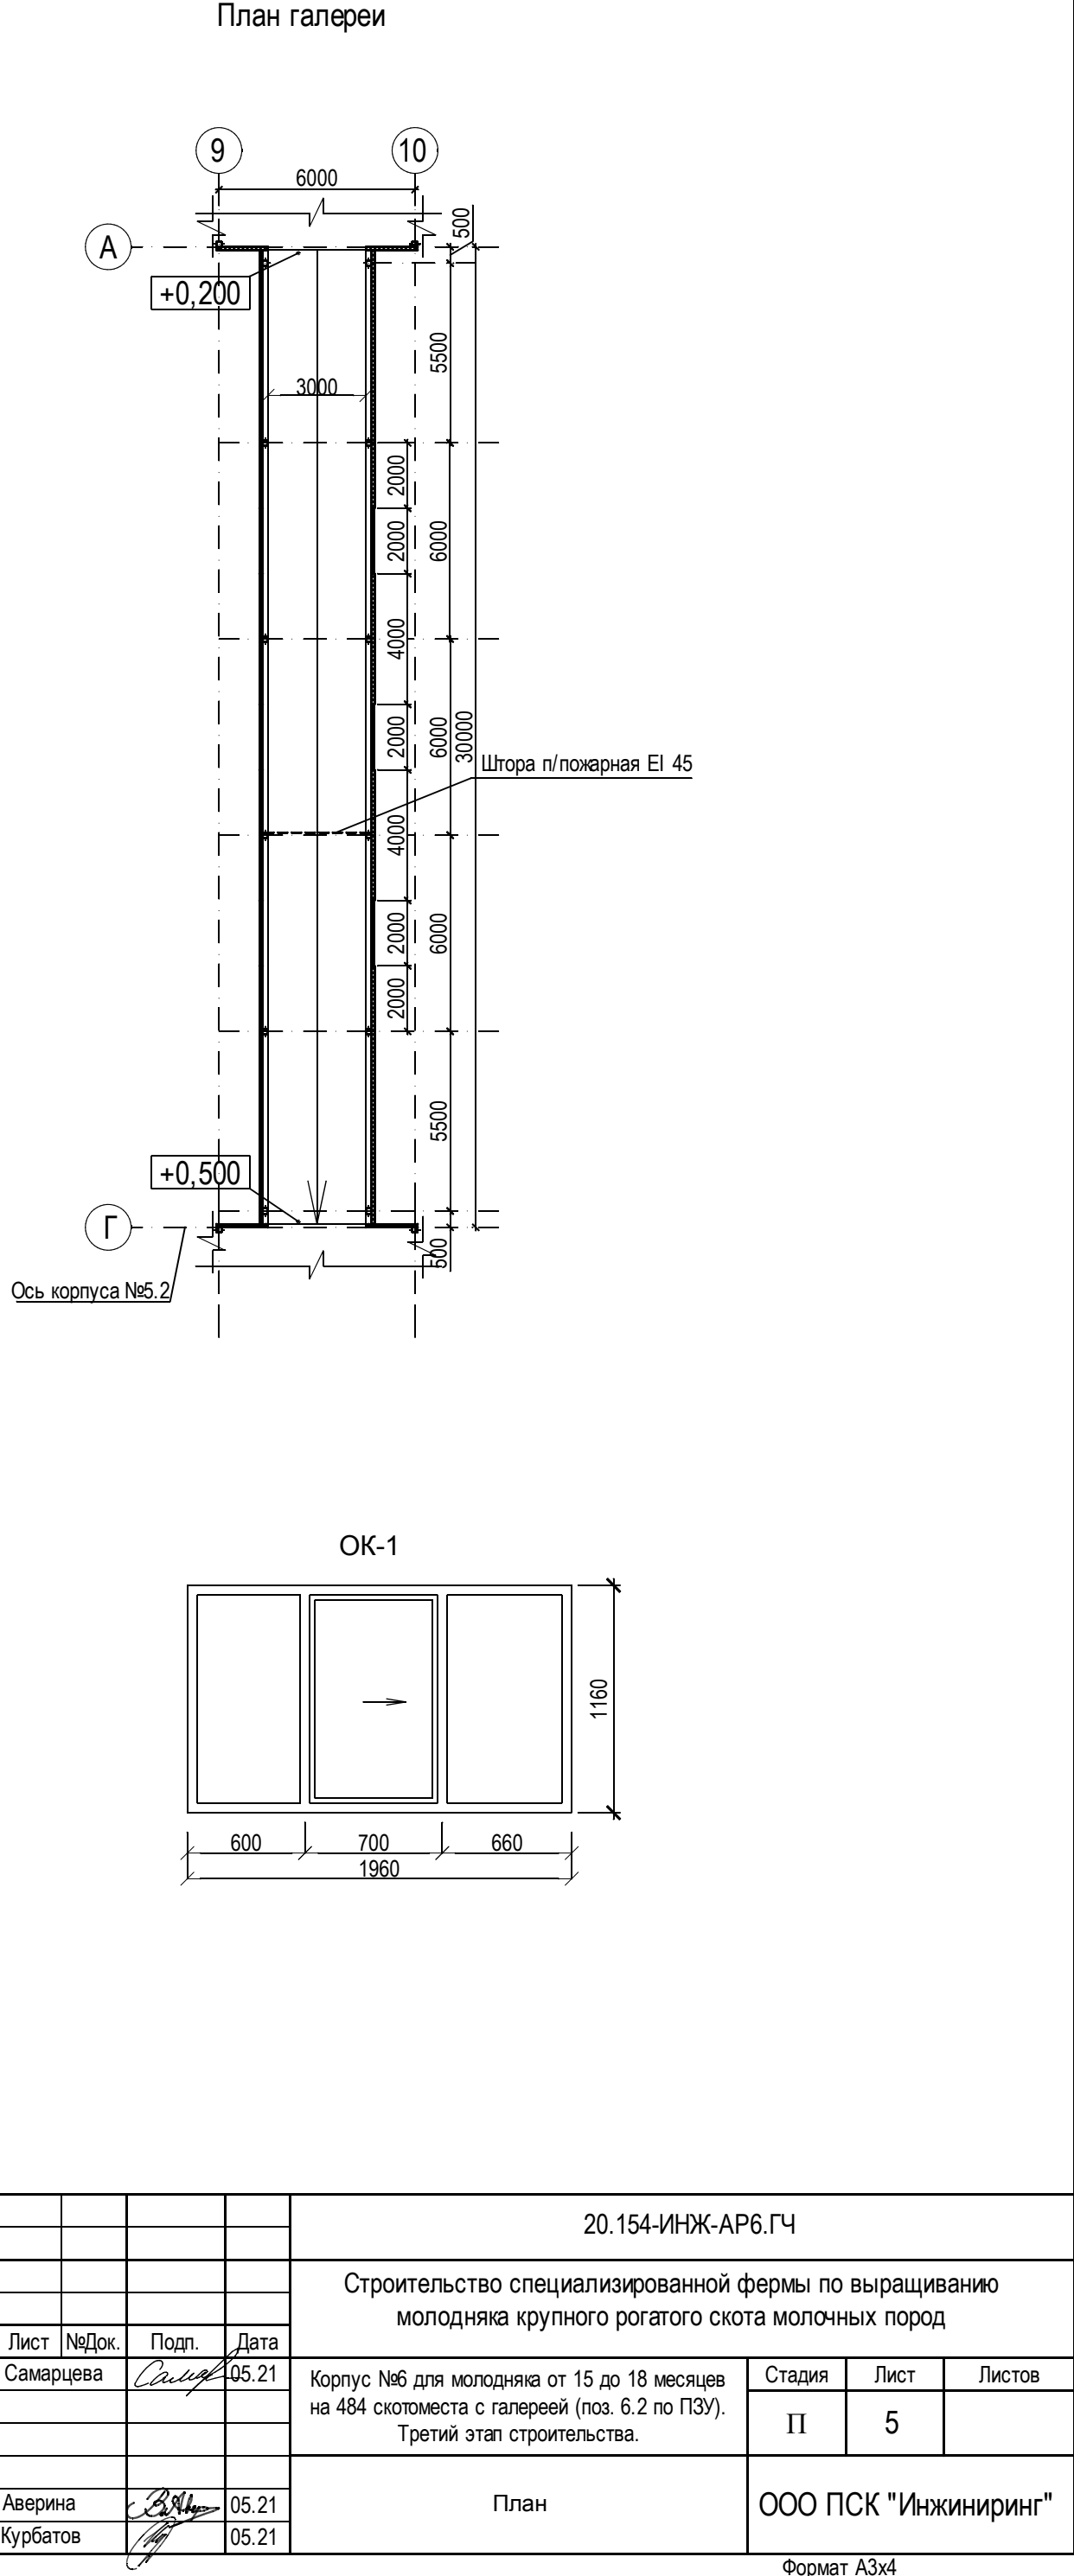 План галереи
9
10
6000
500
А
+0,200
5500
3000
2000
2000
6000
4000
2000
6000
30000
Штора п/пожарная EI 45
4000
2000
6000
2000
5500
+0,500
Г
500
Ось корпуса №5.2
ОК-1
1160
600
700
660
1960
20.154-ИНЖ-АР6.ГЧ
Строительство специализированной фермы по выращиванию
молодняка крупного рогатого скота молочных пород
Лист №Док. Подп. Дата
Самарцева 05.21
Корпус №6 для молодняка от 15 до 18 месяцев
на 484 скотоместа с галереей (поз. 6.2 по ПЗУ).
Третий этап строительства.
Стадия Лист Листов
П 5
Аверина 05.21
Курбатов 05.21
План
ООО ПСК "Инжиниринг"
Формат А3х4